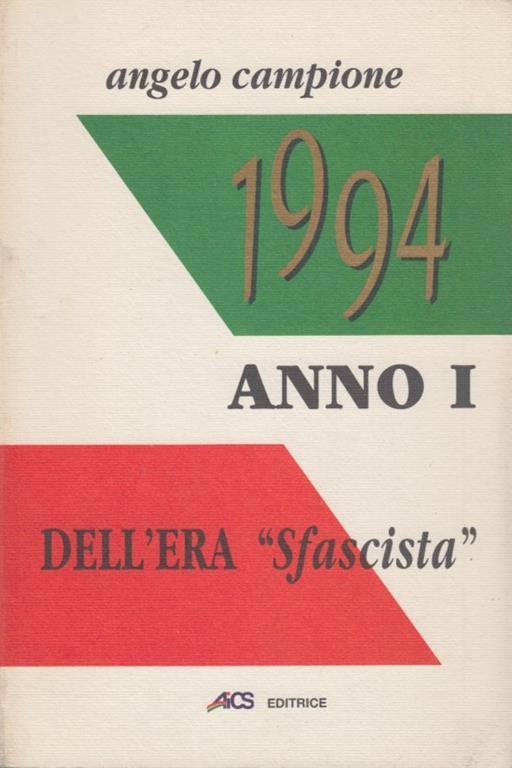 angelo campione
1994
ANNO I
DELL'ERA "Sfascista"
AiCS EDITRICE